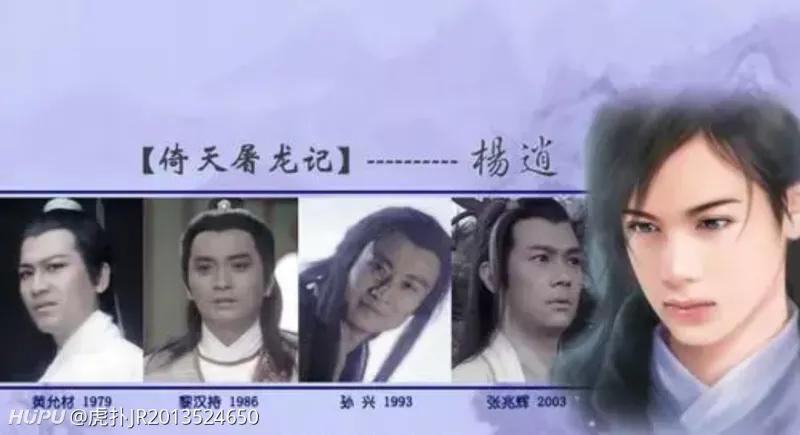 【倚天屠龙记】---------- 楊逍
黄允材 1979 黎汉持 1986 孙 兴 1993 张兆辉 2003
HUPU @虎扑JR2013524650